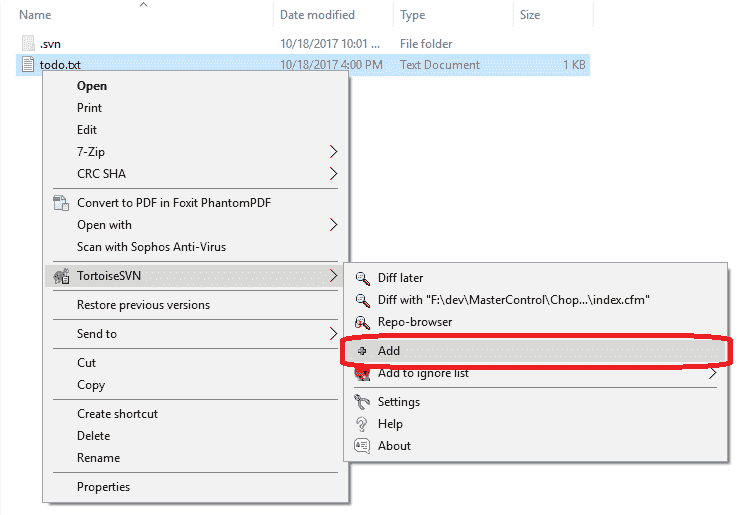 Name Date modified Type Size
.svn 10/18/2017 10:01 ... File folder
todo.txt 10/18/2017 4:00 PM Text Document 1 KB
Open
Print
Edit
7-Zip
CRC SHA
Convert to PDF in Foxit PhantomPDF
Open with
Scan with Sophos Anti-Virus
TortoiseSVN
Restore previous versions
Send to
Cut
Copy
Create shortcut
Delete
Rename
Properties
Diff later
Diff with "F:\dev\MasterControl\Chop...\index.cfm"
Repo-browser
Add
Add to ignore list
Settings
Help
About